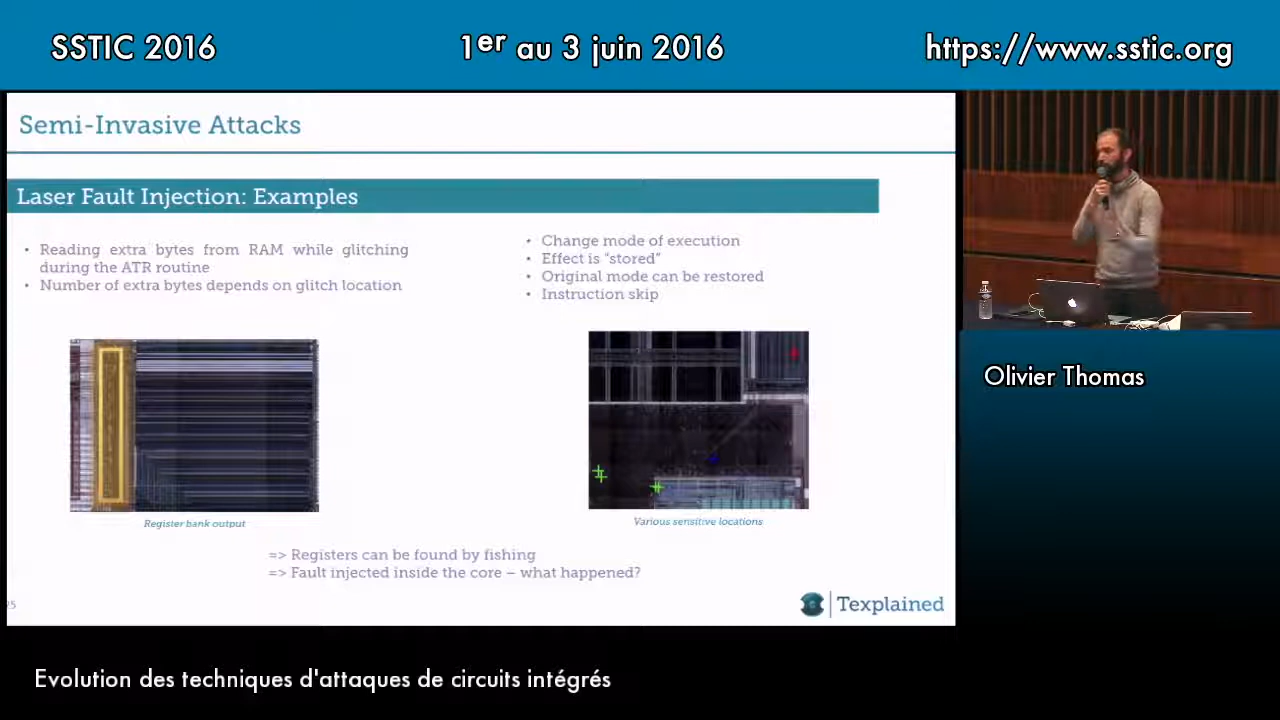 SSTIC 2016
1er au 3 juin 2016
https://www.sstic.org
Semi-Invasive Attacks
Laser Fault Injection: Examples
• Reading extra bytes from RAM while glitching
during the ATR routine
• Number of extra bytes depends on glitch location
• Change mode of execution
• Effect is “stored”
• Original mode can be restored
• Instruction skip
Register bank output
Various sensitive locations
=> Registers can be found by fishing
=> Fault injected inside the core – what happened?
25
Texplained
Olivier Thomas
Evolution des techniques d'attaques de circuits intégrés